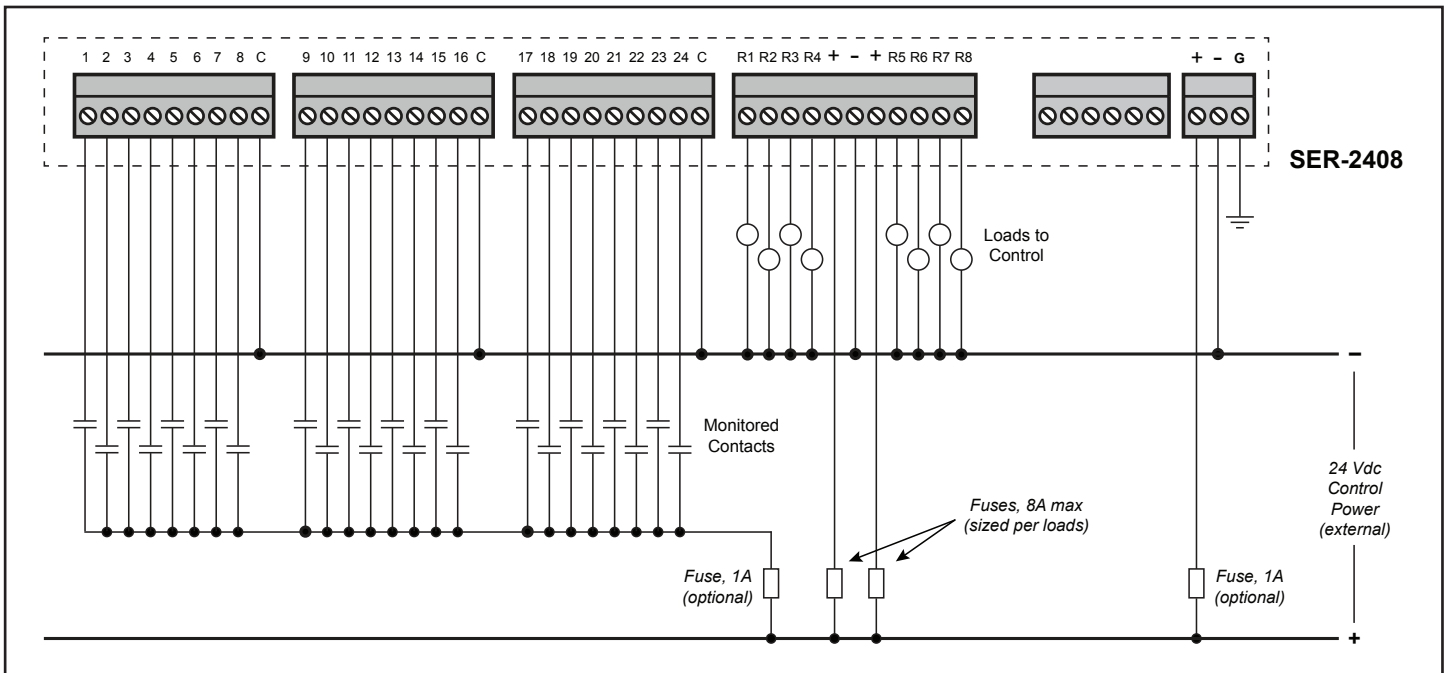 1 2 3 4 5 6 7 8 C 9 10 11 12 13 14 15 16 C 17 18 19 20 21 22 23 24 C R1 R2 R3 R4 + – + R5 R6 R7 R8 + – G
SER-2408
Loads to
Control
–
Monitored
Contacts
24 Vdc
Control
Power
(external)
Fuses, 8A max
(sized per loads)
Fuse, 1A
(optional)
Fuse, 1A
(optional)
+